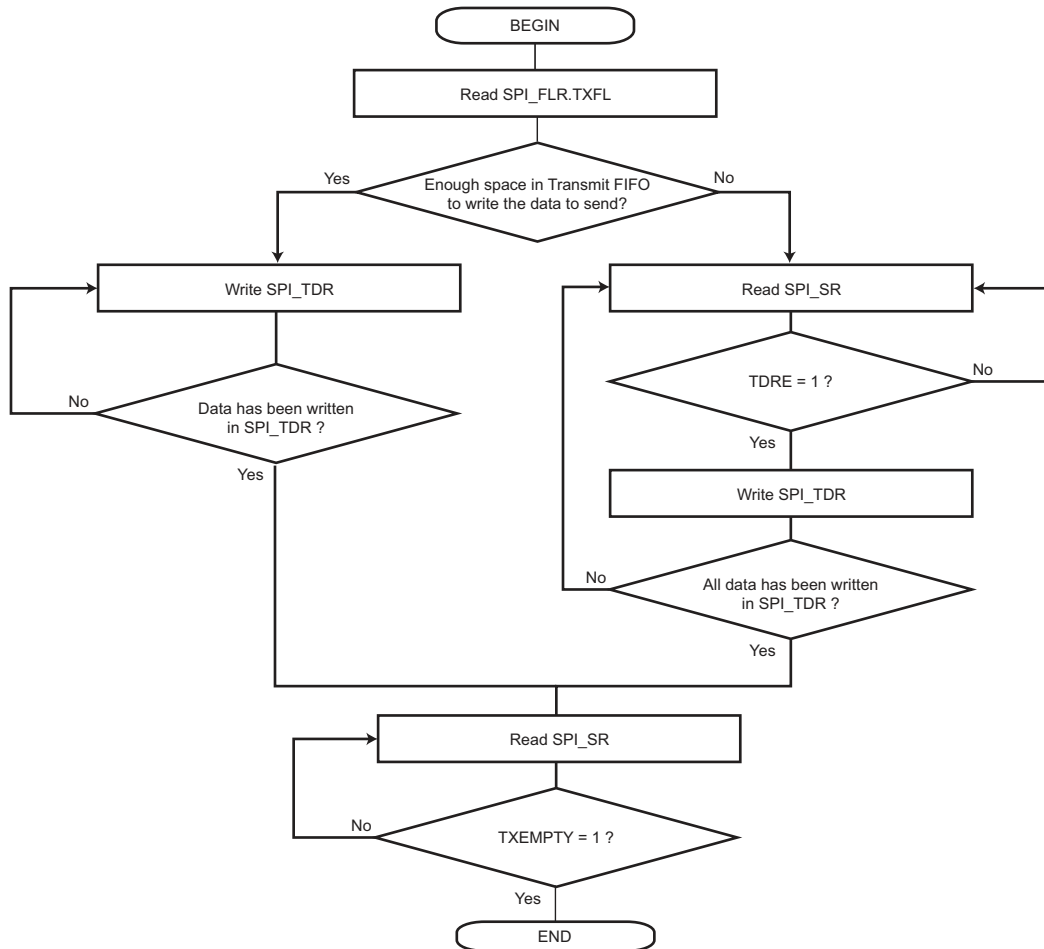 BEGIN
Read SPI_FLR.TXFL
Yes
Enough space in Transmit FIFO
to write the data to send?
No
Write SPI_TDR
Read SPI_SR
No
Data has been written
in SPI_TDR ?
Yes
TDRE = 1 ?
No
Yes
Write SPI_TDR
No
All data has been written
in SPI_TDR ?
Yes
Read SPI_SR
No
TXEMPTY = 1 ?
Yes
END